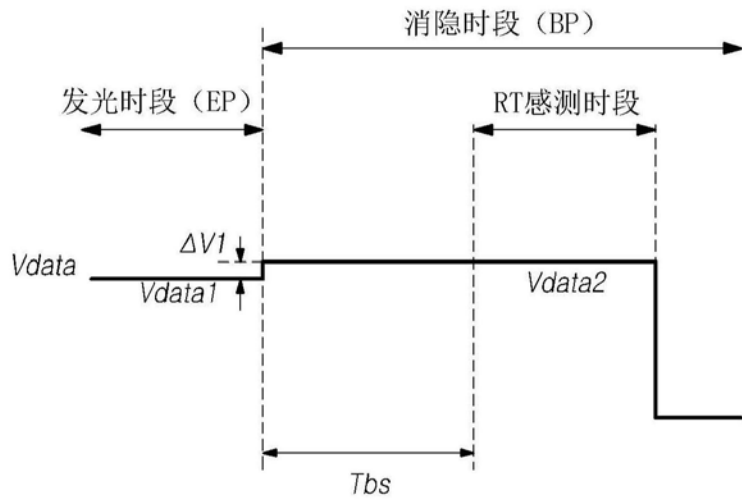 消隐时段（BP）
发光时段（EP）
RT感测时段
ΔV1
Vdata
Vdata1
Vdata2
Tbs